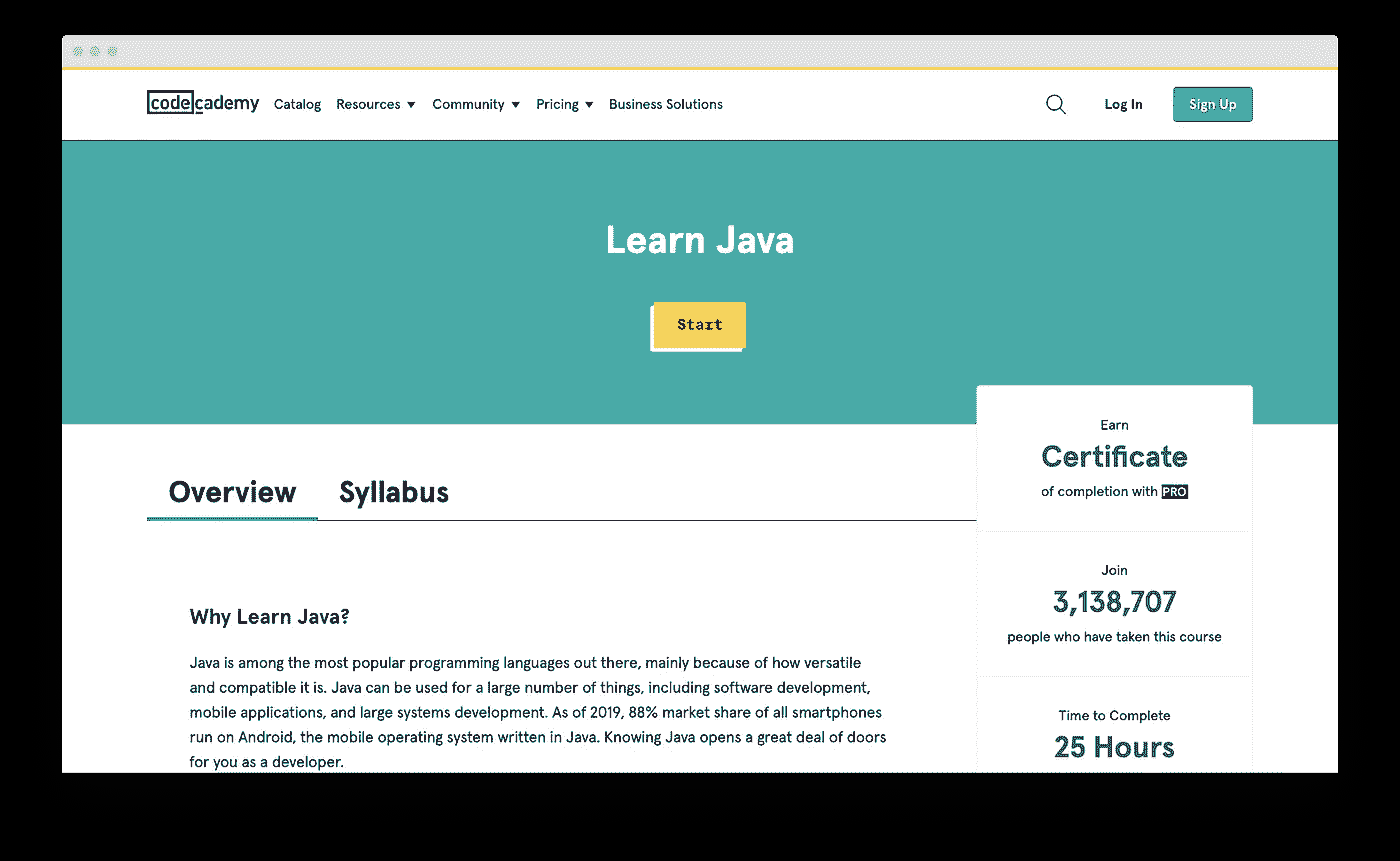 codecademy Catalog Resources Community Pricing Business Solutions Log In Sign Up
Learn Java
Start
Earn
Certificate
of completion with PRO
Overview Syllabus
Join
3,138,707
people who have taken this course
Why Learn Java?
Java is among the most popular programming languages out there, mainly because of how versatile
and compatible it is. Java can be used for a large number of things, including software development,
mobile applications, and large systems development. As of 2019, 88% market share of all smartphones
run on Android, the mobile operating system written in Java. Knowing Java opens a great deal of doors
for you as a developer.
Time to Complete
25 Hours